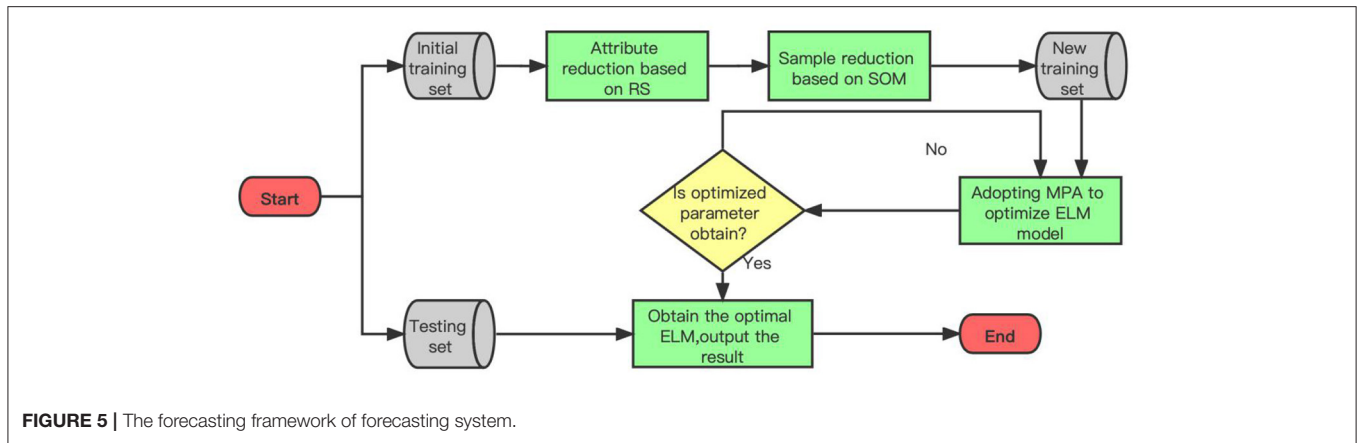 Initial
training
set
Attribute
reduction based
on RS
Sample reduction
based on SOM
New
training
set
No
Start
Is optimized
parameter
obtain?
Adopting MPA to
optimize ELM
model
Yes
Testing
set
Obtain the optimal
ELM,output the
result
End
FIGURE 5 | The forecasting framework of forecasting system.